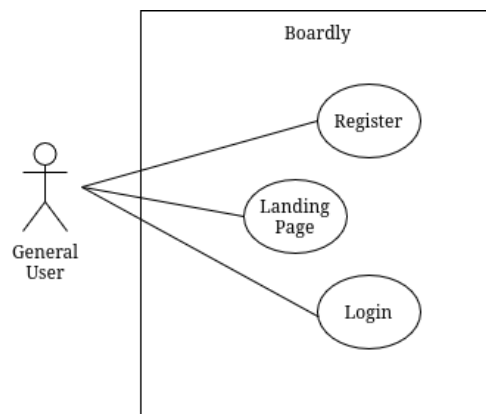 Boardly
Register
Landing
Page
General
User
Login